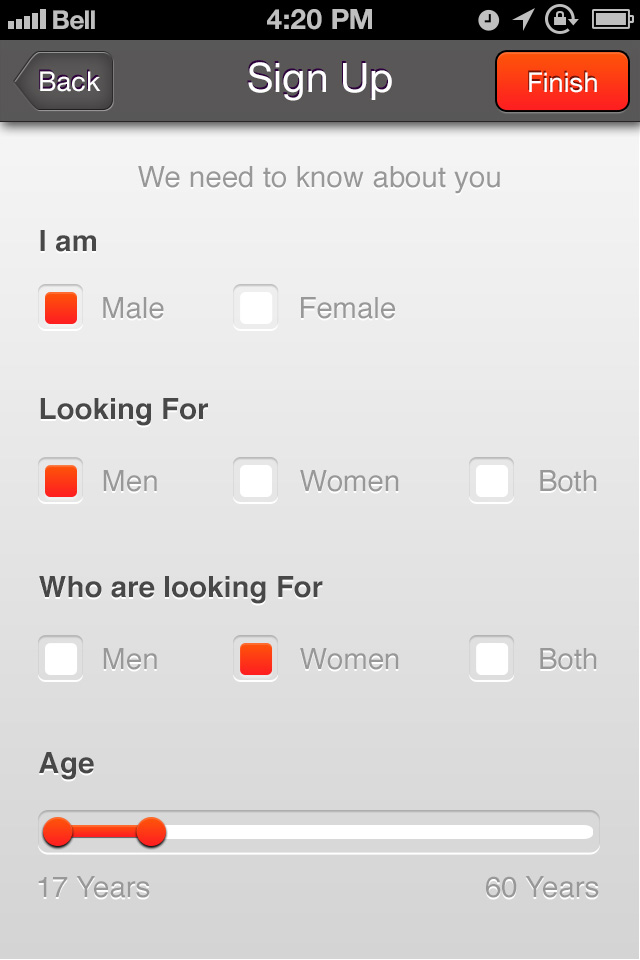 Bell 4:20 PM
Back Sign Up Finish
We need to know about you
I am
Male Female
Looking For
Men Women Both
Who are looking For
Men Women Both
Age
17 Years 60 Years